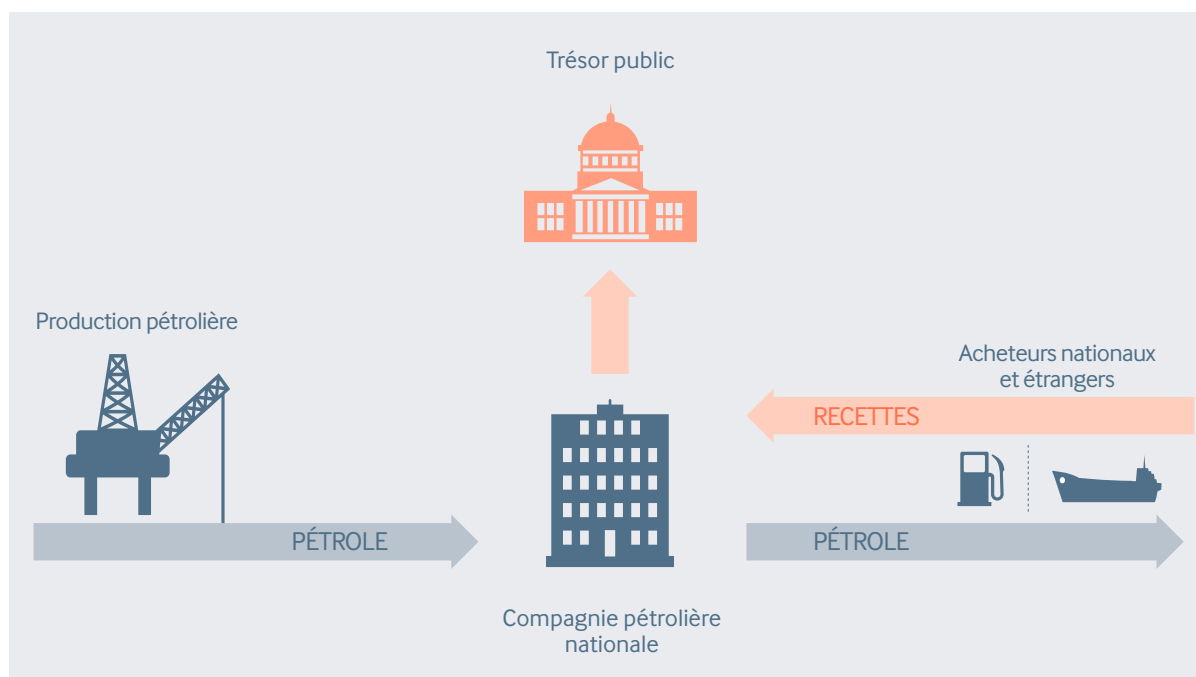 Trésor public
Production pétrolière
Acheteurs nationaux
et étrangers
RECETTES
PÉTROLE
PÉTROLE
Compagnie pétrolière
nationale